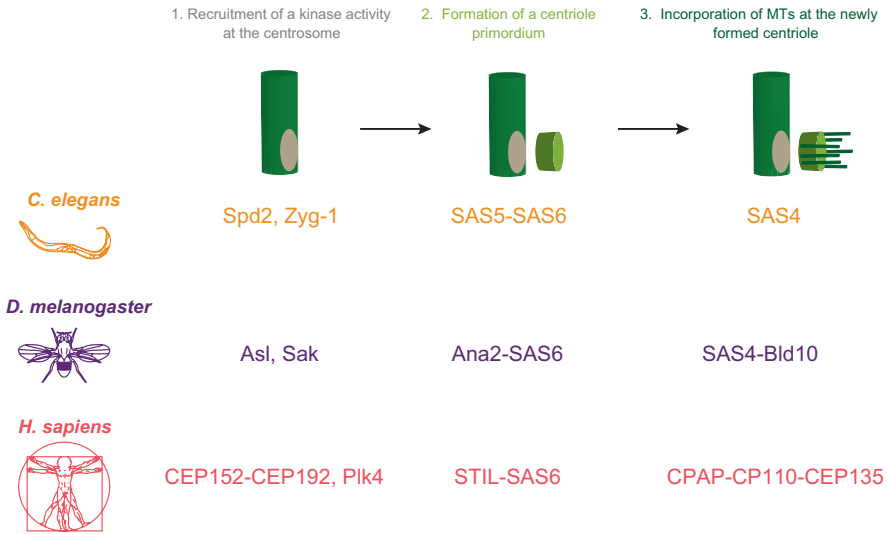 1. Recruitment of a kinase activity
at the centrosome
2. Formation of a centriole
primordium
3. Incorporation of MTs at the newly
formed centriole
C. elegans
Spd2, Zyg-1
SAS5-SAS6
SAS4
D. melanogaster
Asl, Sak
Ana2-SAS6
SAS4-Bld10
H. sapiens
CEP152-CEP192, Plk4
STIL-SAS6
CPAP-CP110-CEP135